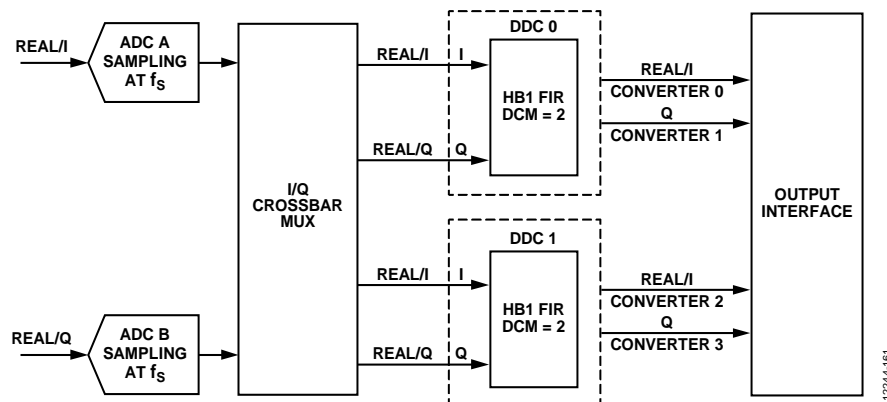 REAL/I
ADC A
SAMPLING
AT fS
REAL/Q
ADC B
SAMPLING
AT fS
I/Q
CROSSBAR
MUX
DDC 0
REAL/I
I
REAL/Q
Q
HB1 FIR
DCM = 2
REAL/I
CONVERTER 0
Q
CONVERTER 1
DDC 1
REAL/I
I
REAL/Q
Q
HB1 FIR
DCM = 2
REAL/I
CONVERTER 2
Q
CONVERTER 3
OUTPUT
INTERFACE
12244-161